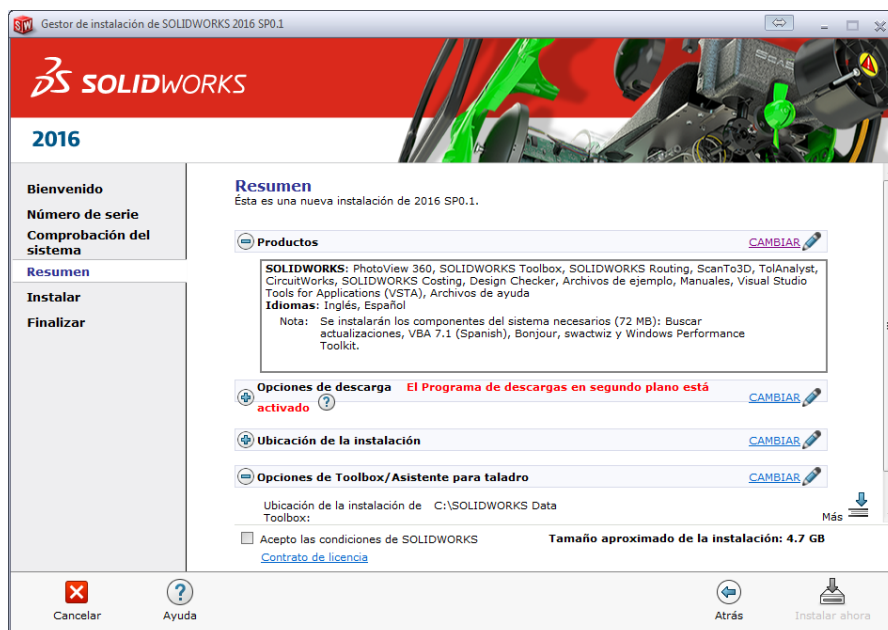 Gestor de instalación de SOLIDWORKS 2016 SP0.1
SOLIDWORKS
2016
Bienvenido
Número de serie
Comprobación del
sistema
Resumen
Instalar
Finalizar
Resumen
Ésta es una nueva instalación de 2016 SP0.1.
Productos CAMBIAR
SOLIDWORKS: PhotoView 360, SOLIDWORKS Toolbox, SOLIDWORKS Routing, ScanTo3D, TolAnalyst,
CircuitWorks, SOLIDWORKS Costing, Design Checker, Archivos de ejemplo, Manuales, Visual Studio
Tools for Applications (VSTA), Archivos de ayuda
Idiomas: Inglés, Español
Nota: Se instalarán los componentes del sistema necesarios (72 MB): Buscar
actualizaciones, VBA 7.1 (Spanish), Bonjour, swactwiz y Windows Performance
Toolkit.
Opciones de descarga El Programa de descargas en segundo plano está
activado ? CAMBIAR
Ubicación de la instalación CAMBIAR
Opciones de Toolbox/Asistente para taladro CAMBIAR
Ubicación de la instalación de C:\SOLIDWORKS Data
Toolbox:
Más
Acepto las condiciones de SOLIDWORKS Tamaño aproximado de la instalación: 4.7 GB
Contrato de licencia
Cancelar Ayuda Atrás Instalar ahora